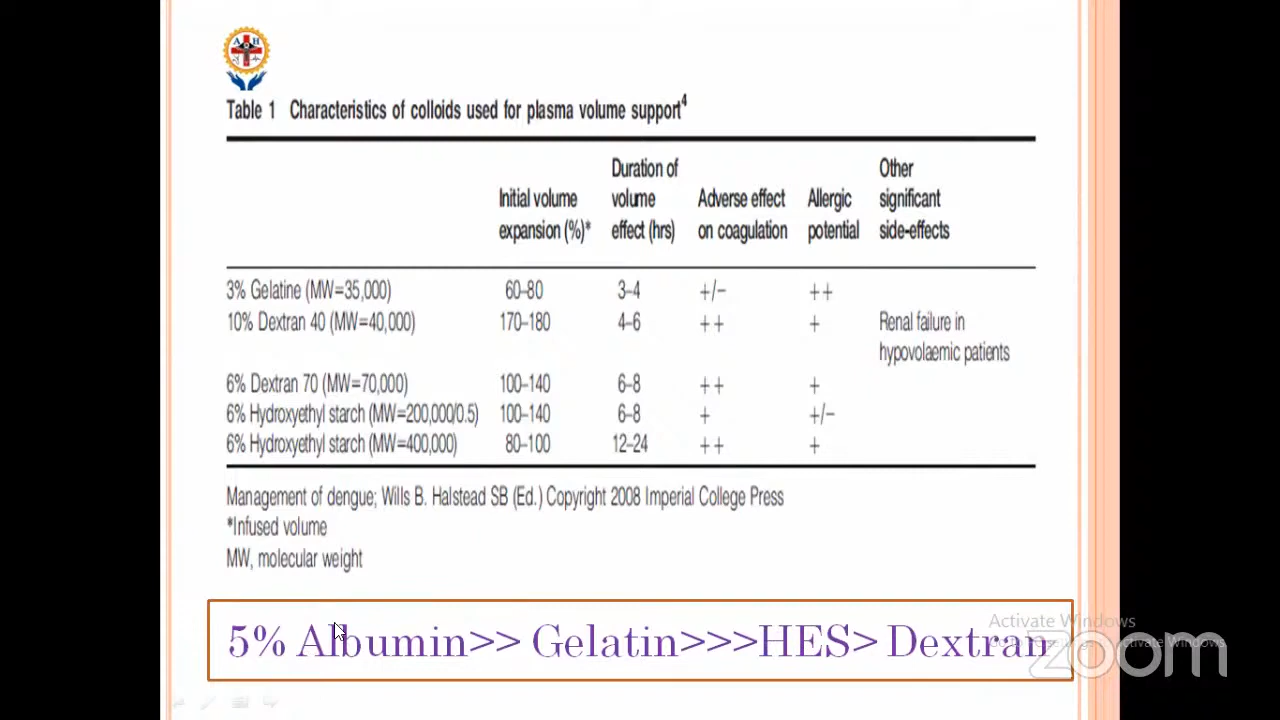 A H
Table 1 Characteristics of colloids used for plasma volume support4
Initial volume expansion (%)* Duration of volume effect (hrs) Adverse effect on coagulation Allergic potential Other significant side-effects
3% Gelatine (MW=35,000) 60–80 3–4 +/− ++
10% Dextran 40 (MW=40,000) 170–180 4–6 ++ + Renal failure in hypovolaemic patients
6% Dextran 70 (MW=70,000) 100–140 6–8 ++ +
6% Hydroxyethyl starch (MW=200,000/0.5) 100–140 6–8 + +/−
6% Hydroxyethyl starch (MW=400,000) 80–100 12–24 ++ +
Management of dengue; Wills B. Halstead SB (Ed.) Copyright 2008 Imperial College Press
*Infused volume
MW, molecular weight
5% Albumin>> Gelatin>>>HES> Dextran
Activate Windows
activate Windows
zoom